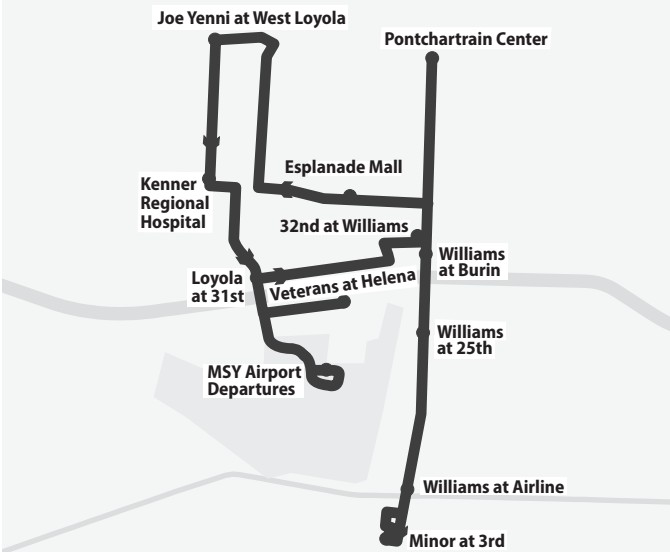 Joe Yenni at West Loyola
Pontchartrain Center
Esplanade Mall
Kenner
Regional
Hospital
32nd at Williams
Williams
at Burin
Loyola
at 31st
Veterans at Helena
Williams
at 25th
MSY Airport
Departures
Williams at Airline
Minor at 3rd